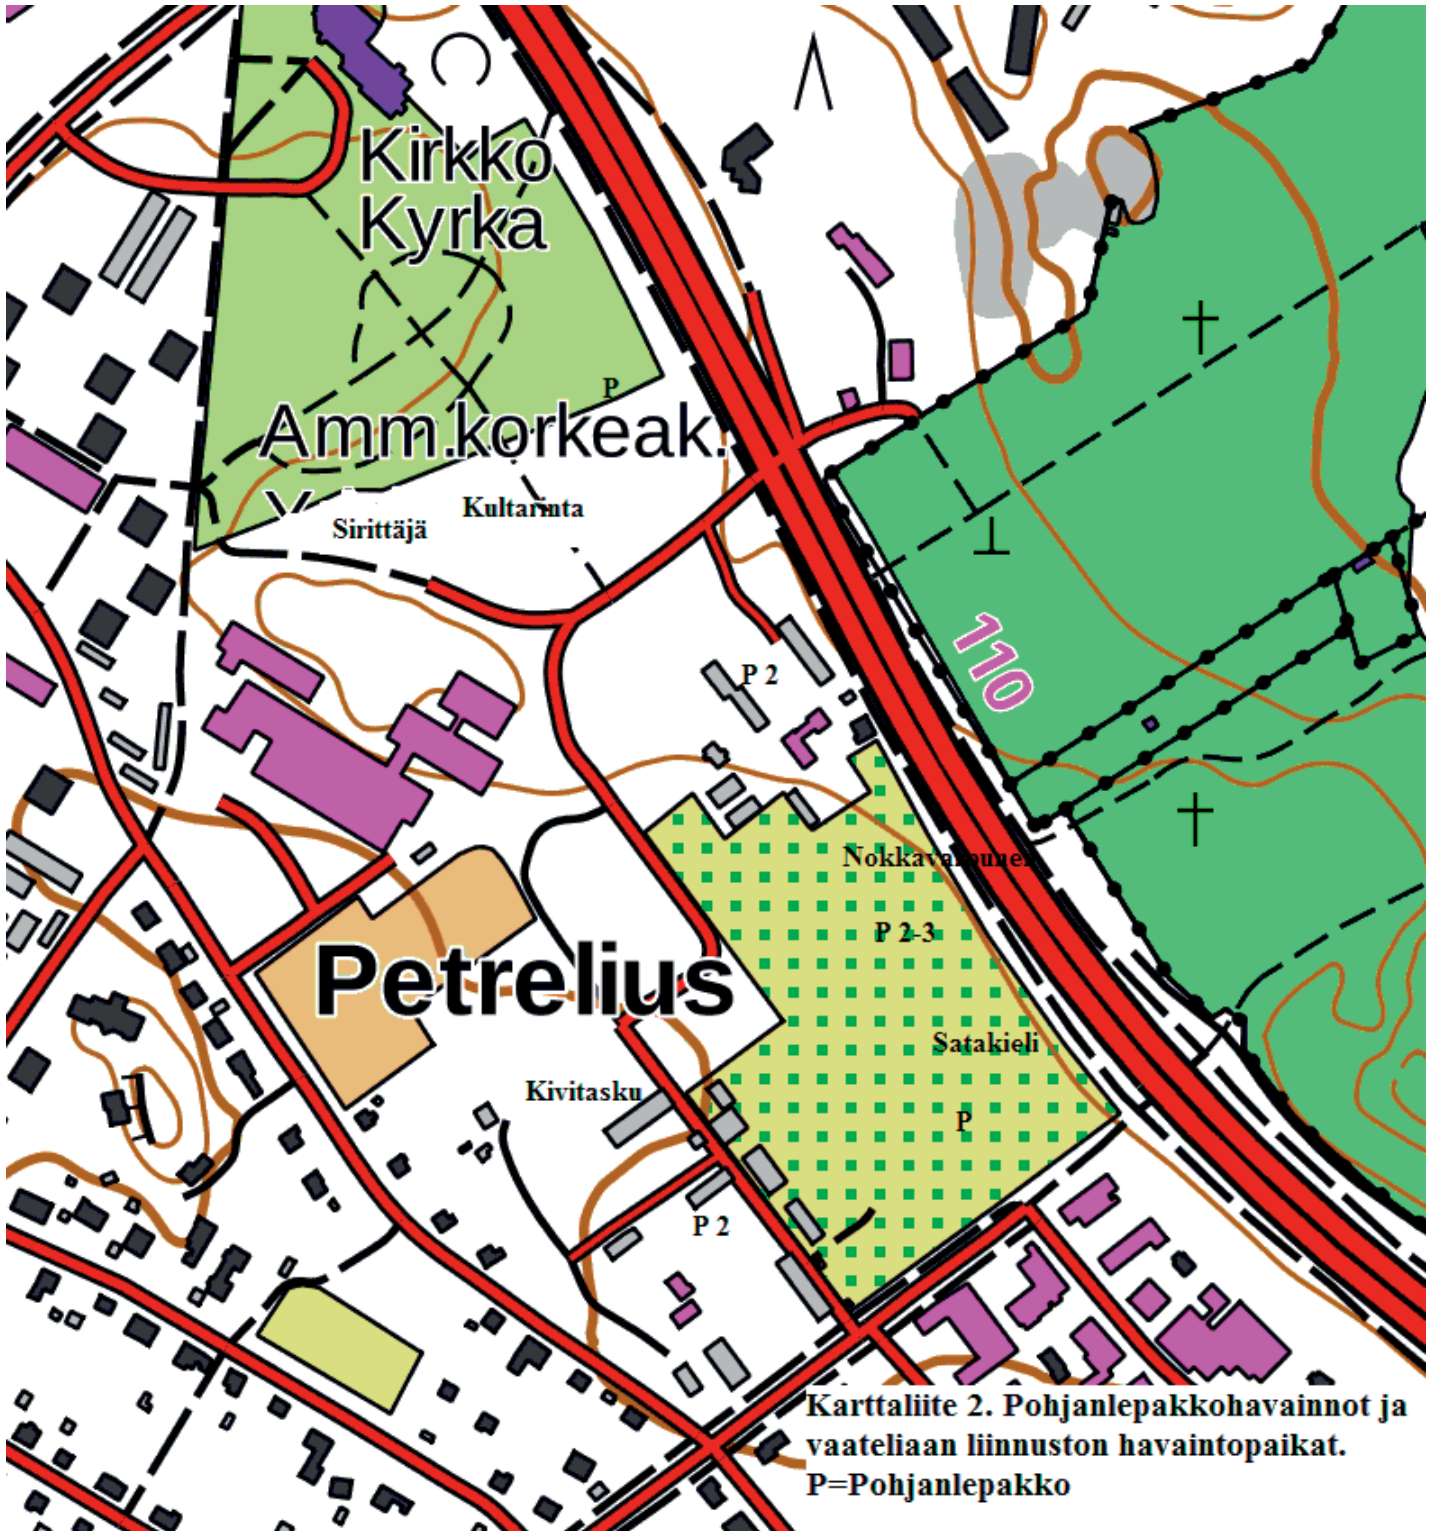 Kirkko
Kyrka
P
Amm.korkeak.
Kultarinta
Sirittäjä
110
P 2
Nokkavarpunen
P 2-3
Petrelius
Satakieli
Kivitasku
P
P 2
Karttaliite 2. Pohjanlepakkohavainnot ja
vaateliaan liinnuston havaintopaikat.
P=Pohjanlepakko